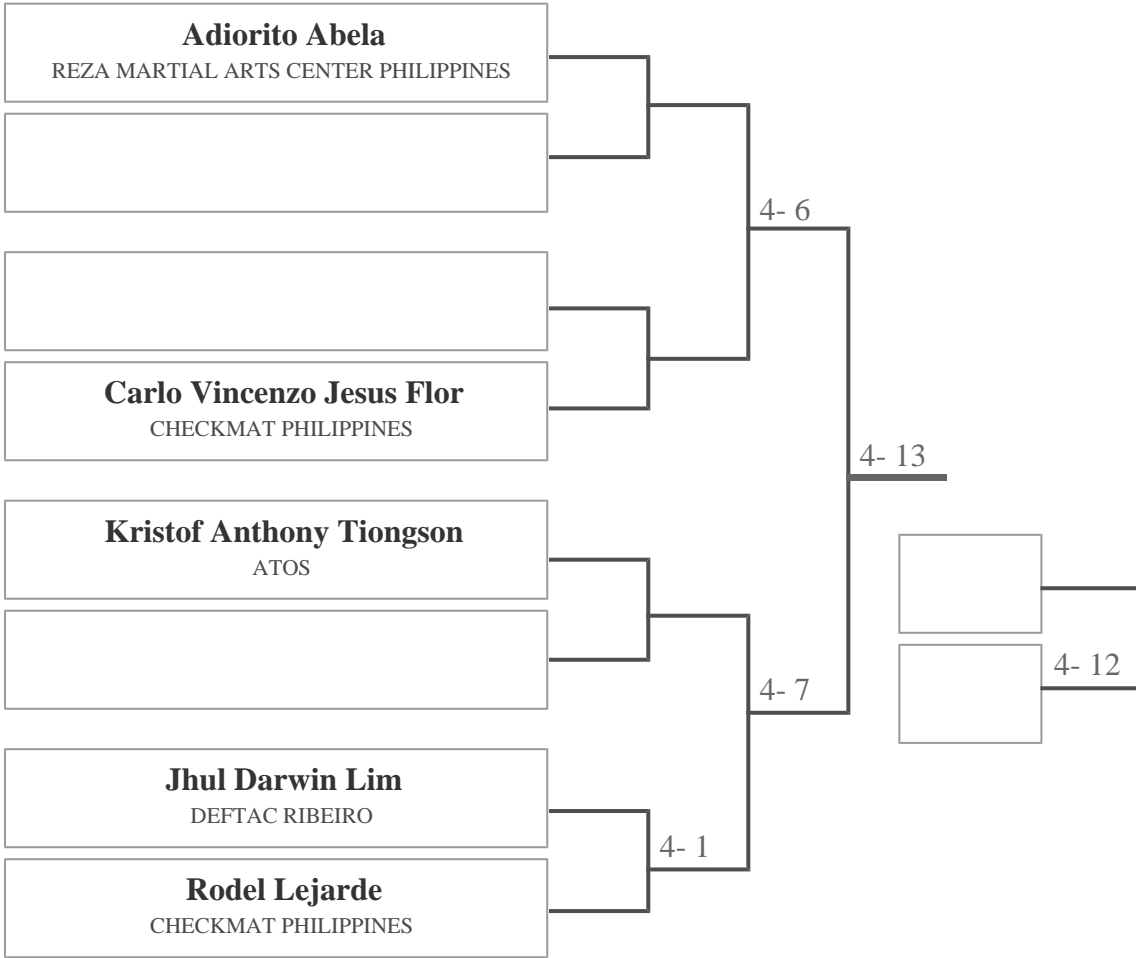 Adiorito Abela
REZA MARTIAL ARTS CENTER PHILIPPINES
4- 6
Carlo Vincenzo Jesus Flor
CHECKMAT PHILIPPINES
4- 13
Kristof Anthony Tiongson
ATOS
4- 12
4- 7
Jhul Darwin Lim
DEFTAC RIBEIRO
4- 1
Rodel Lejarde
CHECKMAT PHILIPPINES